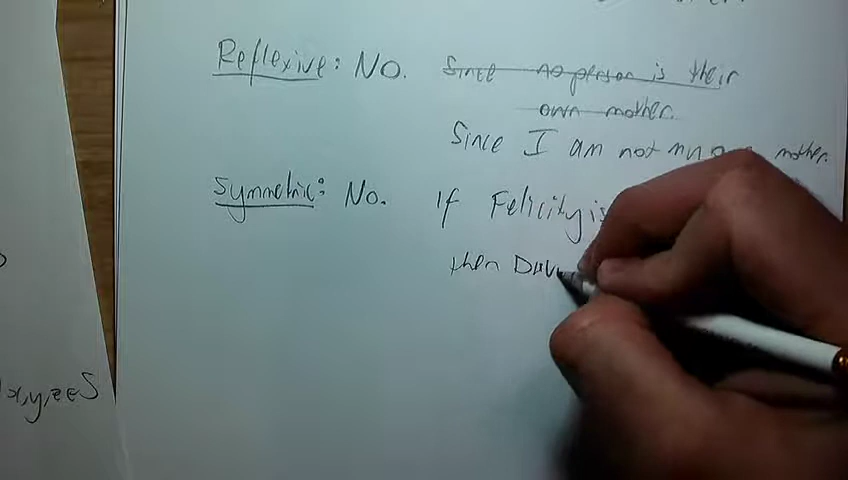 Reflexive: No. Since no person is their
own mother.
Since I am not my mother.
Symmetric: No. If Felicity is
then Dav
x,y,z∈S